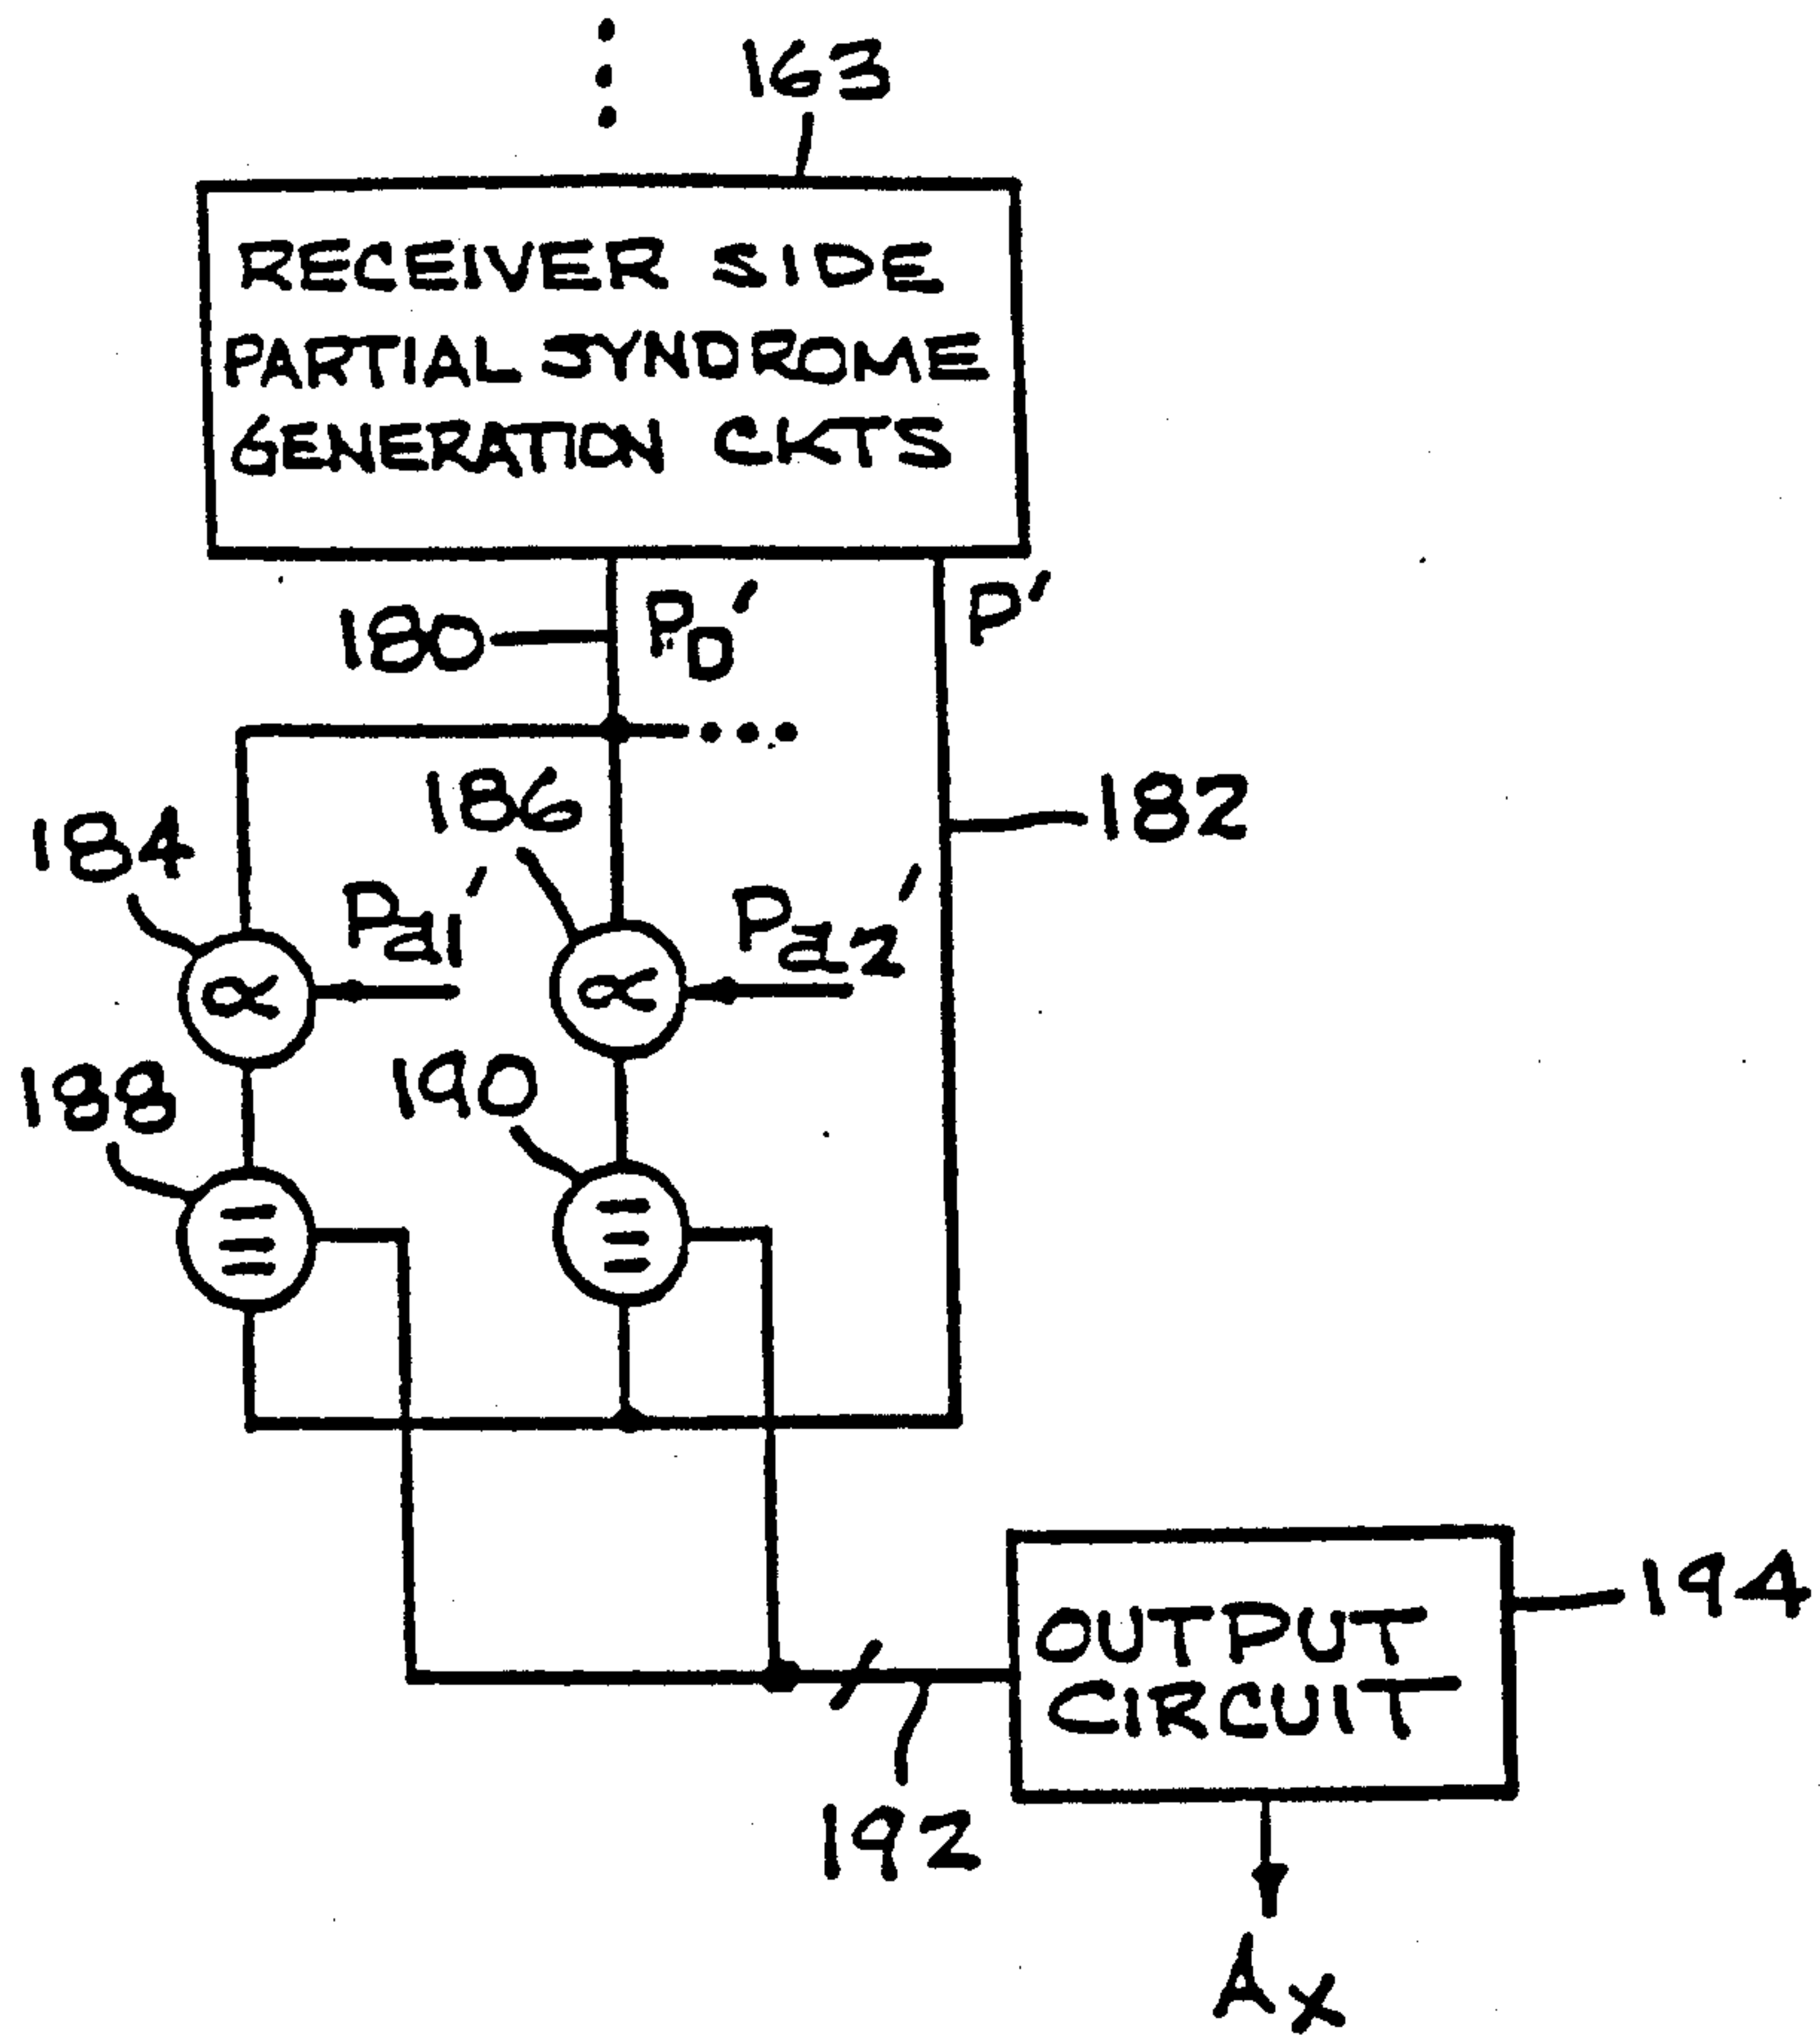 163
RECEIVER SIDE
PARTIAL SYNDROME
GENERATION CKTS
180
PD'
P'
182
184
186
Pa1'
Pa2'
∝
∝
188
190
≡
≡
192
OUTPUT
CIRCUIT
194
Ax